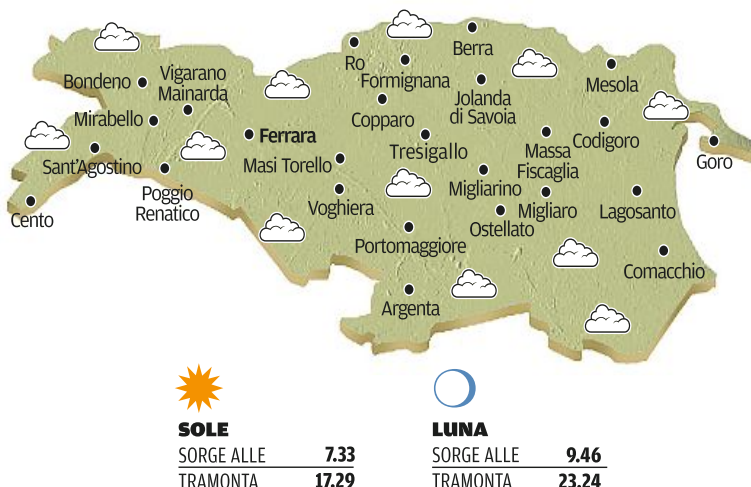 Berra
Ro
Formignana
Bondeno
Vigarano
Mainarda
Mesola
Jolanda
di Savoia
Copparo
Mirabello
Ferrara
Tresigallo
Massa
Fiscaglia
Codigoro
Goro
Sant'Agostino
Masi Torello
Poggio
Renatico
Migliarino
Cento
Voghiera
Migliaro
Lagosanto
Ostellato
Portomaggiore
Comacchio
Argenta
SOLE
SORGE ALLE 7.33
TRAMONTA 17.29
LUNA
SORGE ALLE 9.46
TRAMONTA 23.24